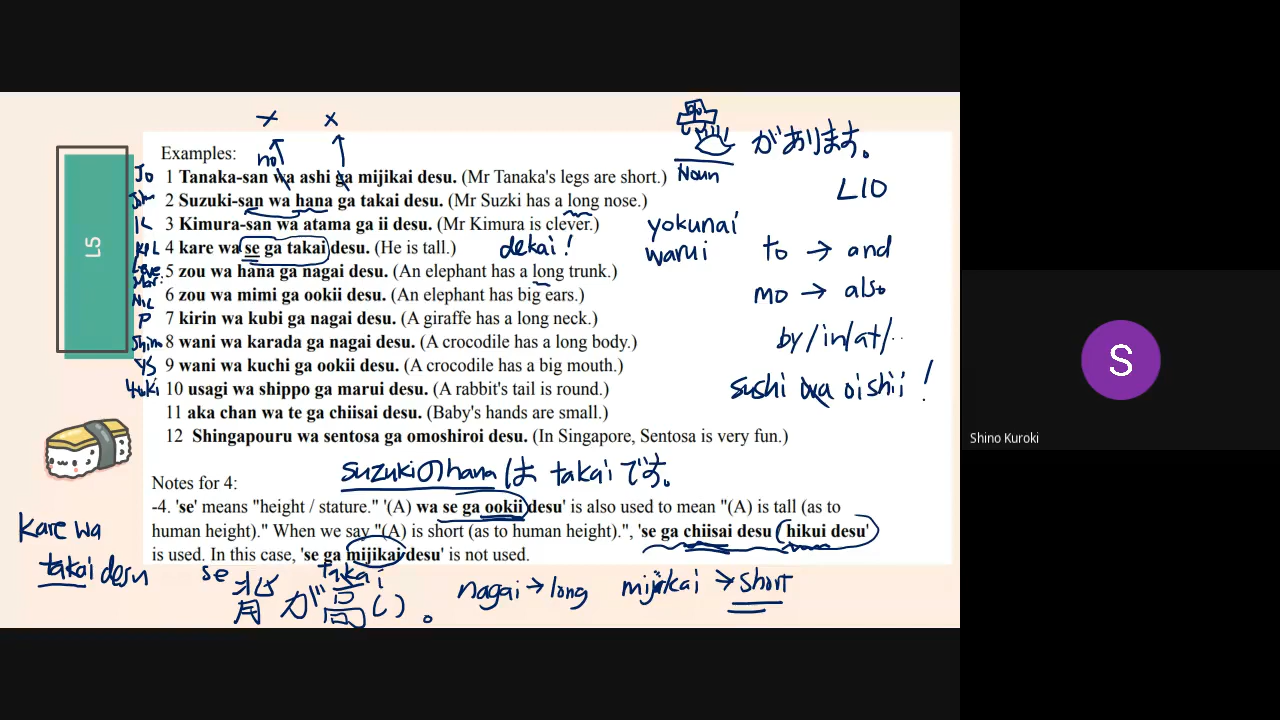 x x
Examples:
no
があります。
Noun
L10
1 Tanaka-san wa ashi ga mijikai desu. (Mr Tanaka's legs are short.)
2 Suzuki-san wa hana ga takai desu. (Mr Suzki has a long nose.)
3 Kimura-san wa atama ga ii desu. (Mr Kimura is clever.)
4 kare wa se ga takai desu. (He is tall.)
5 zou wa hana ga nagai desu. (An elephant has a long trunk.)
6 zou wa mimi ga ookii desu. (An elephant has big ears.)
7 kirin wa kubi ga nagai desu. (A giraffe has a long neck.)
8 wani wa karada ga nagai desu. (A crocodile has a long body.)
9 wani wa kuchi ga ookii desu. (A crocodile has a big mouth.)
10 usagi wa shippo ga marui desu. (A rabbit's tail is round.)
11 aka chan wa te ga chiisai desu. (Baby's hands are small.)
12 Shingapouru wa sentosa ga omoshiroi desu. (In Singapore, Sentosa is very fun.)
L5
Jo
K
Nic
P
Shim
YS
Yuki
dekai!
yokunai
warui
to → and
mo → also
by/in/at/..
sushi wa oishii !
suzukiのhanaは takaiです。
Notes for 4:
-4. 'se' means "height / stature." '(A) wa se ga ookii desu' is also used to mean "(A) is tall (as to
human height)." When we say "(A) is short (as to human height).", 'se ga chiisai desu (hikui desu'
is used. In this case, 'se ga mijikai desu' is not used.
Kare wa
takai desu
se takai
背が高い。
nagai → long mijikai → short
S
Shino Kuroki